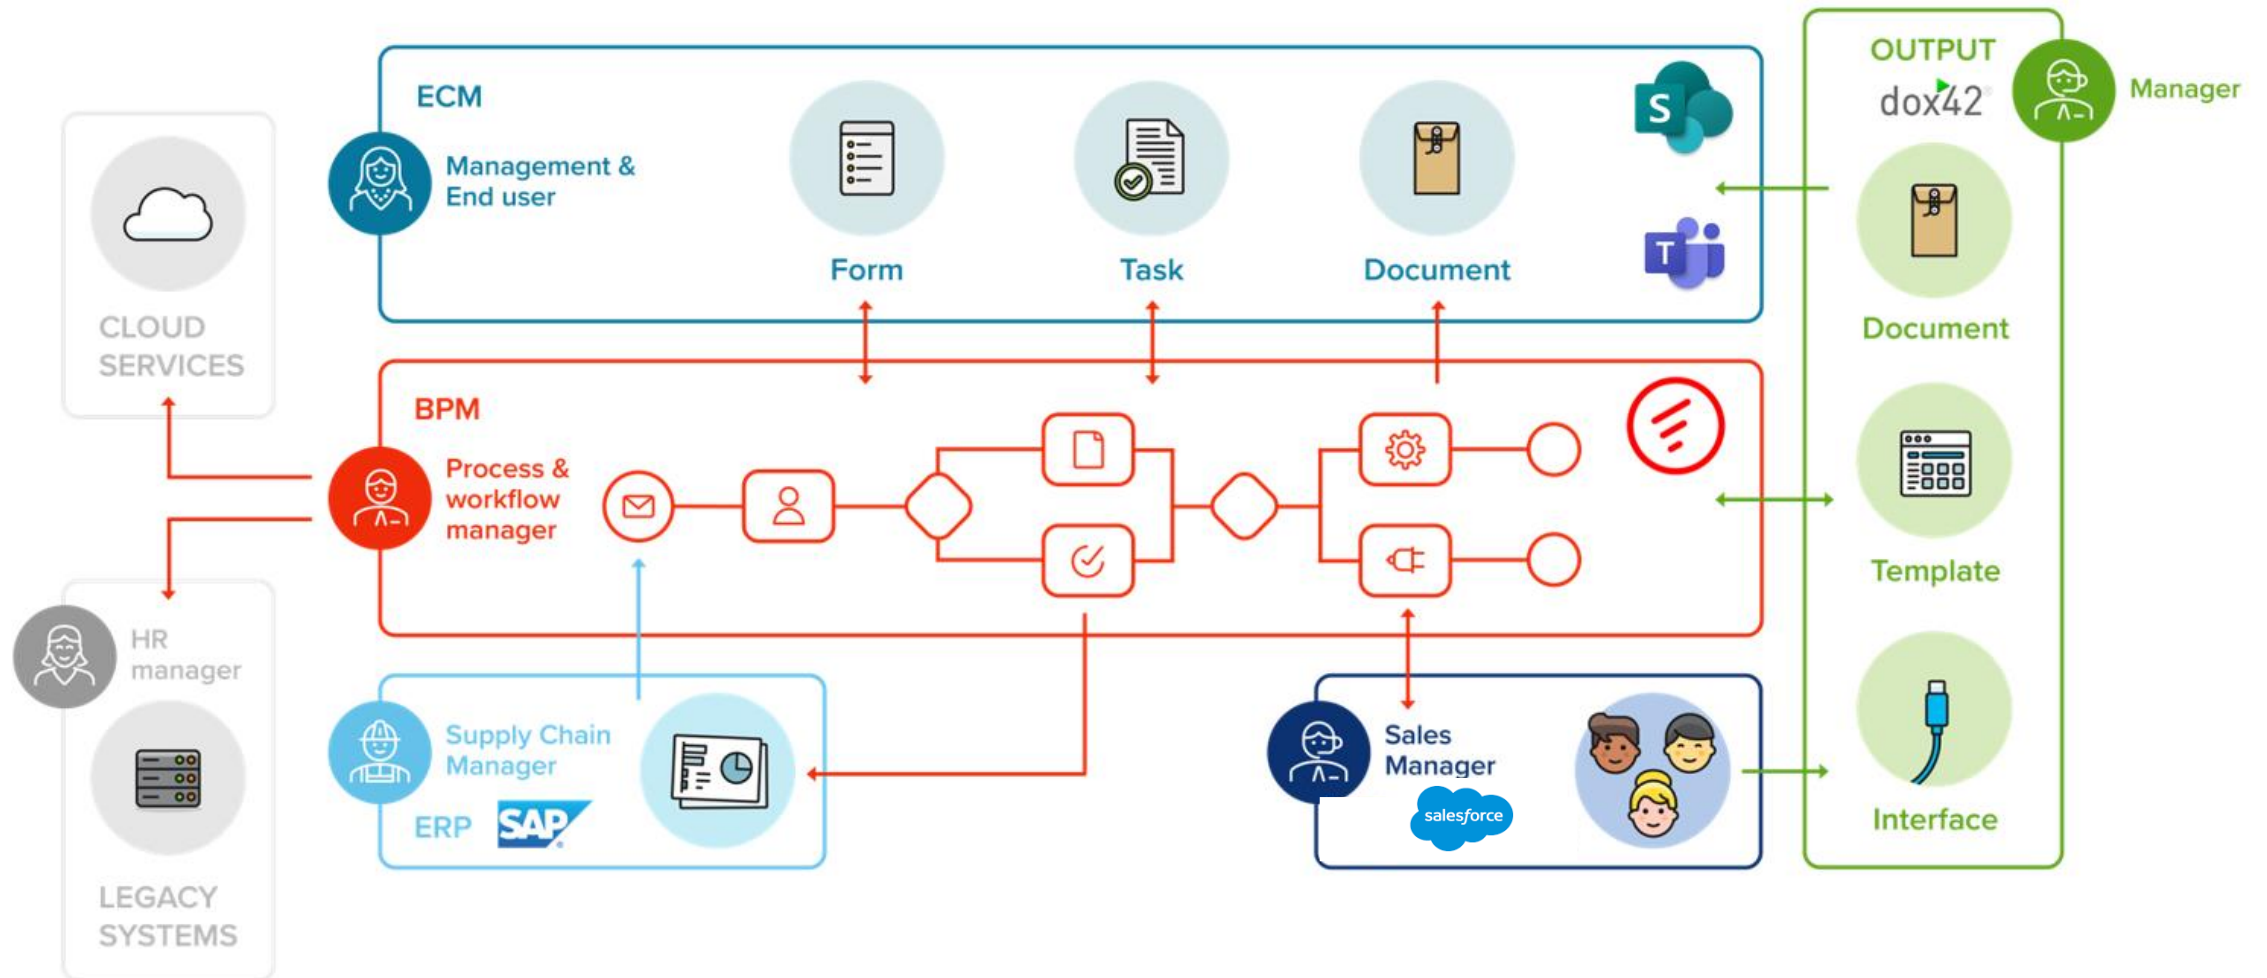 CLOUD
SERVICES
HR
manager
LEGACY
SYSTEMS
ECM
Management &
End user
Form
Task
Document
S
T
BPM
Process &
workflow
manager
Supply Chain
Manager
ERP
SAP
Sales
Manager
salesforce
OUTPUT
dox42
Manager
Document
Template
Interface